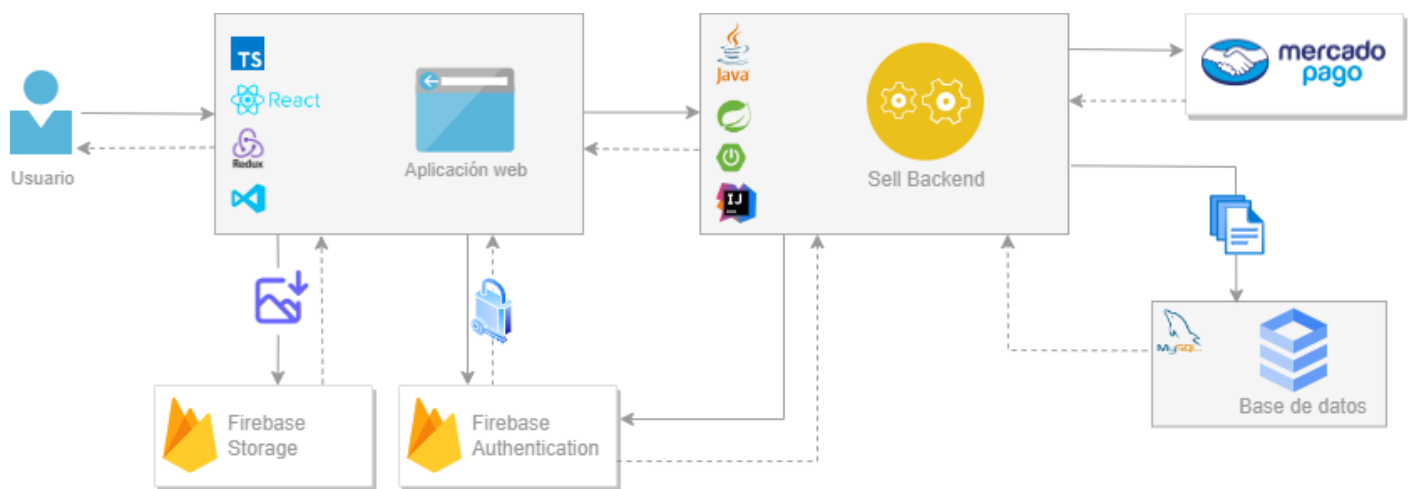 TS
React
Redux
Aplicación web
Usuario
Java
IJ
Sell Backend
mercado
pago
Firebase
Storage
Firebase
Authentication
MySQL
Base de datos